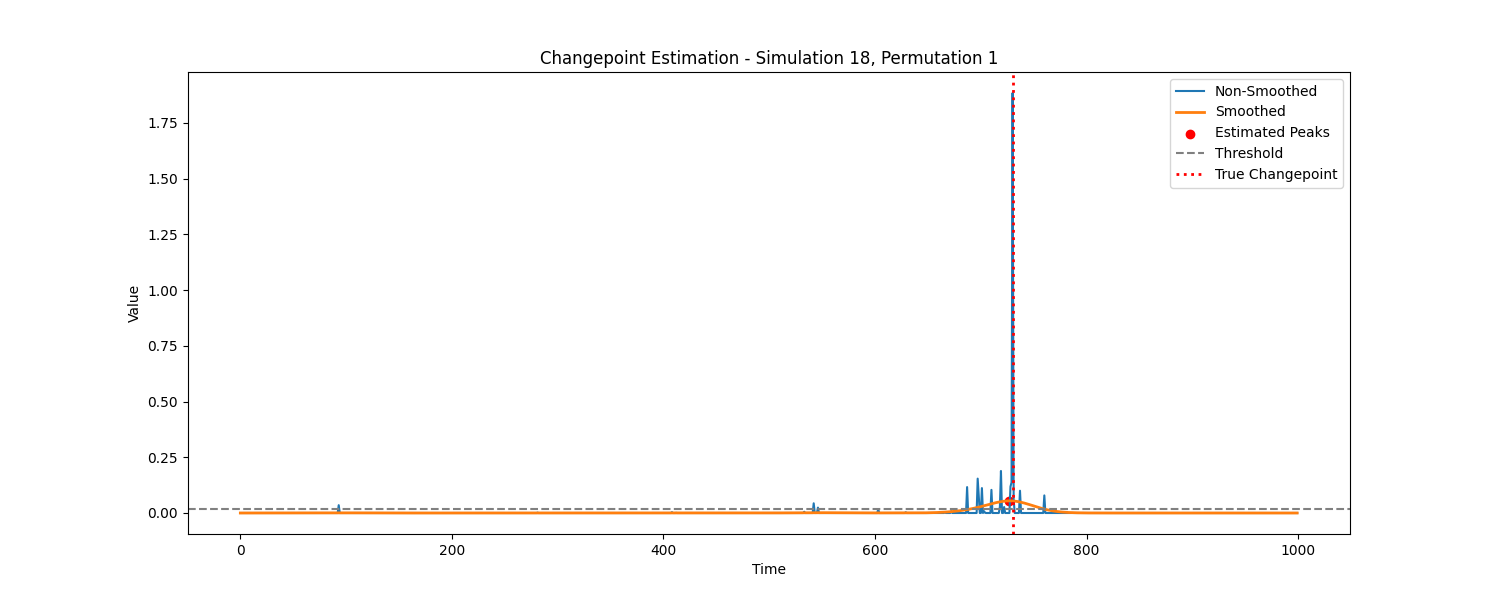 Changepoint Estimation - Simulation 18, Permutation 1
Non-Smoothed
Smoothed
Estimated Peaks
Threshold
True Changepoint
Value
1.75
1.50
1.25
1.00
0.75
0.50
0.25
0.00
0
200
400
600
800
1000
Time